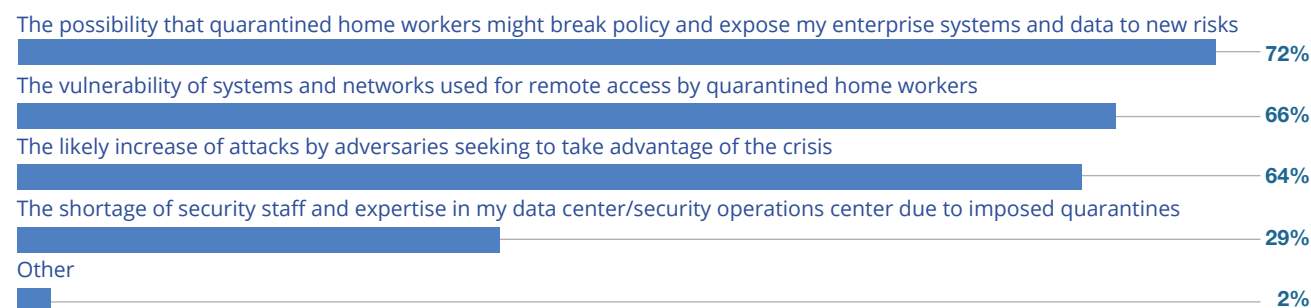 The possibility that quarantined home workers might break policy and expose my enterprise systems and data to new risks
72%
The vulnerability of systems and networks used for remote access by quarantined home workers
66%
The likely increase of attacks by adversaries seeking to take advantage of the crisis
64%
The shortage of security staff and expertise in my data center/security operations center due to imposed quarantines
29%
Other
2%